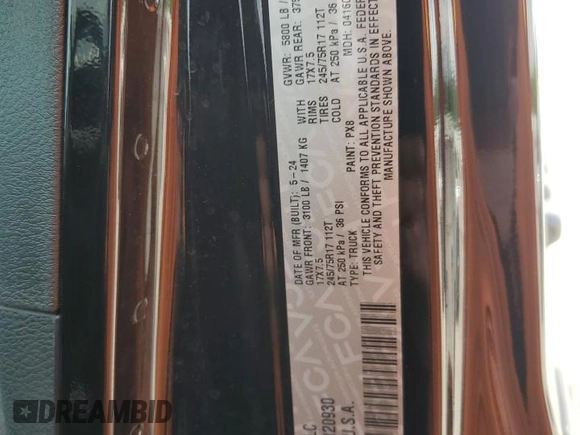 LC
720930
U.S.A.
DATE OF MFR (BUILT): 5-24
GVWR: 5800 LB /
GAWR FRONT: 3100 LB / 1407 KG WITH
GAWR REAR:
17X7.5 RIMS 17X7.5
245/75R17 112T TIRES 245/75R17 112T
AT 250 kPa / 36 PSI COLD AT 250 kPa / 36
TYPE: TRUCK PAINT: PX8 MDH:
THIS VEHICLE CONFORMS TO ALL APPLICABLE U.S.A. FEDER
SAFETY AND THEFT PREVENTION STANDARDS IN EFFECT
MANUFACTURE SHOWN ABOVE.
DREAMBID